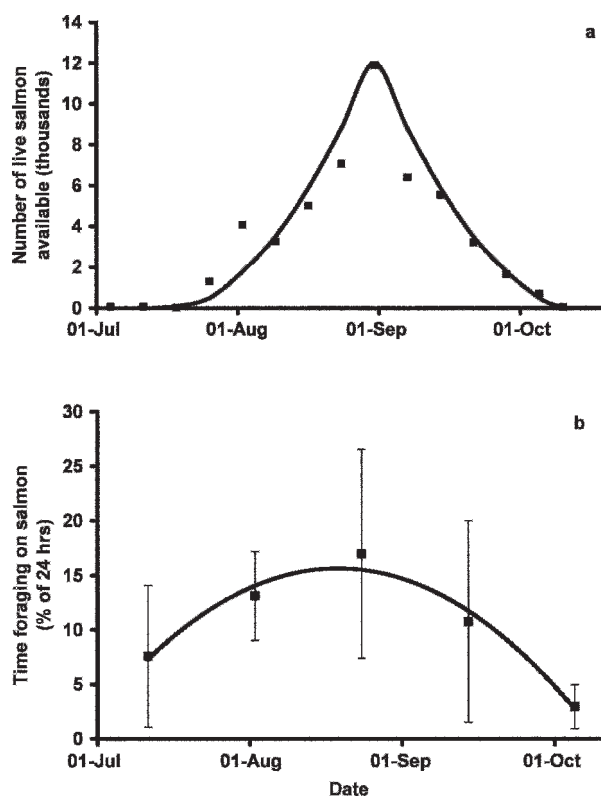 a
Number of live salmon
available (thousands)
14
12
10
8
6
4
2
0
01-Jul 01-Aug 01-Sep 01-Oct
b
Time foraging on salmon
(% of 24 hrs)
30
25
20
15
10
5
0
01-Jul 01-Aug 01-Sep 01-Oct
Date